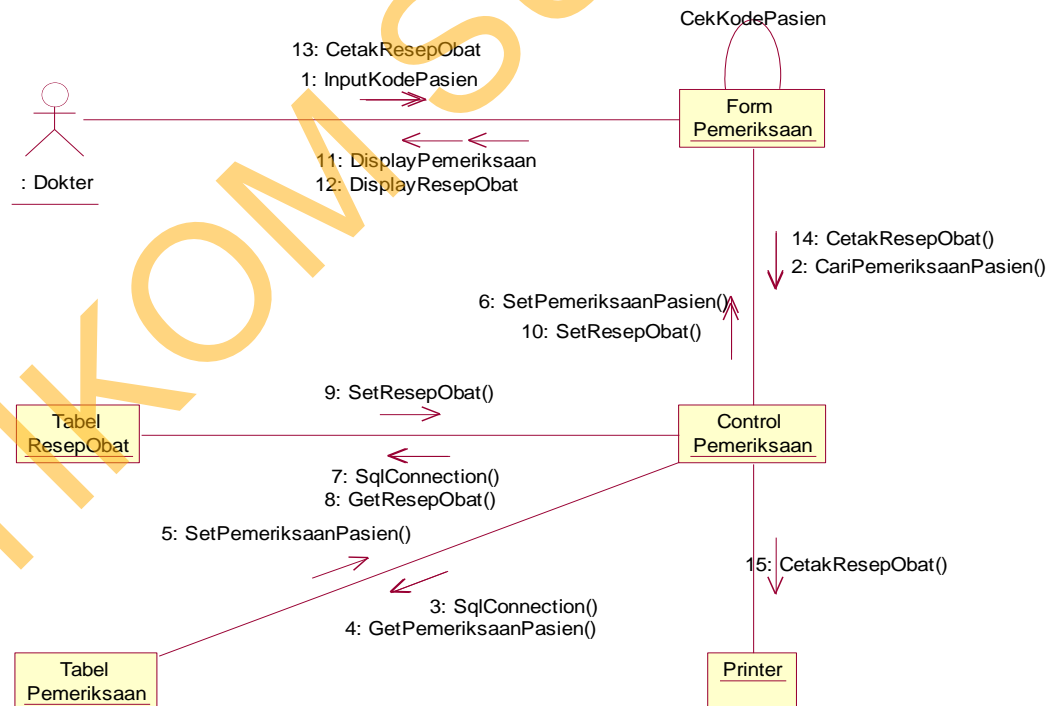 CekKodePasien
13: CetakResepObat
1: InputKodePasien
Form
Pemeriksaan
11: DisplayPemeriksaan
12: DisplayResepObat
: Dokter
14: CetakResepObat()
2: CariPemeriksaanPasien()
6: SetPemeriksaanPasien()
10: SetResepObat()
9: SetResepObat()
Tabel
ResepObat
Control
Pemeriksaan
7: SqlConnection()
8: GetResepObat()
5: SetPemeriksaanPasien()
15: CetakResepObat()
3: SqlConnection()
4: GetPemeriksaanPasien()
Tabel
Pemeriksaan
Printer
IKOM S